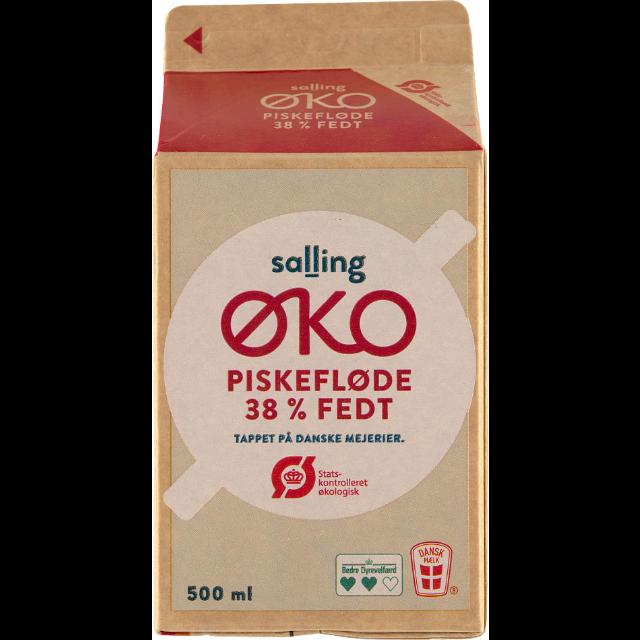 salling
ØKO
PISKEFLØDE
38 % FEDT
salling
ØKO
PISKEFLØDE
38 % FEDT
TAPPET PÅ DANSKE MEJERIER.
Stats-
kontrolleret
økologisk
Bedre Dyrevelfærd
DANSK
MÆLK
500 ml